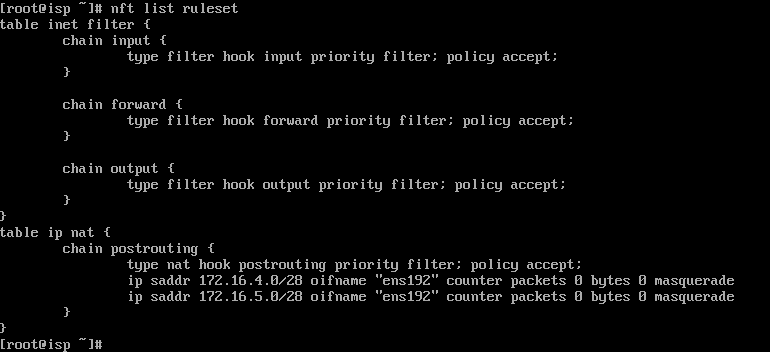 [root@isp ~]# nft list ruleset
table inet filter {
        chain input {
                type filter hook input priority filter; policy accept;
        }

        chain forward {
                type filter hook forward priority filter; policy accept;
        }

        chain output {
                type filter hook output priority filter; policy accept;
        }
}
table ip nat {
        chain postrouting {
                type nat hook postrouting priority filter; policy accept;
                ip saddr 172.16.4.0/28 oifname "ens192" counter packets 0 bytes 0 masquerade
                ip saddr 172.16.5.0/28 oifname "ens192" counter packets 0 bytes 0 masquerade
        }
}
[root@isp ~]#